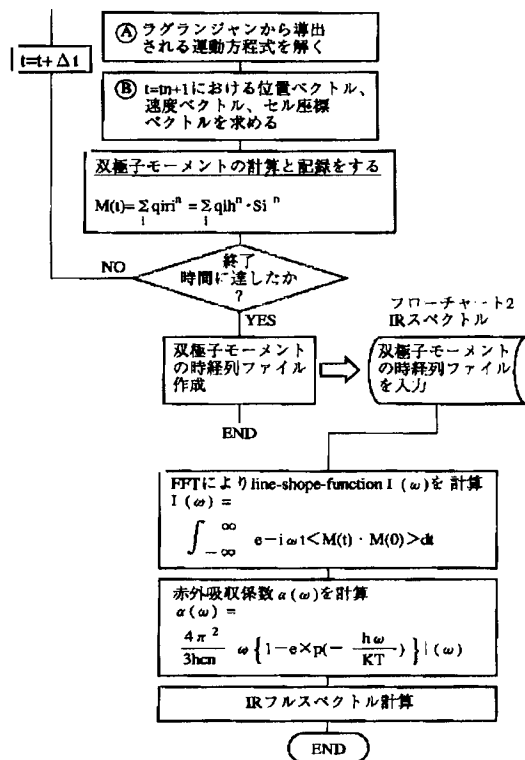 Ⓐ ラグランジャンから導出
される運動方程式を解く
t=t+Δt
Ⓑ t=tn+1における位置ベクトル、
速度ベクトル、セル座標
ベクトルを求める
双極子モーメントの計算と記録をする
M(t)=Σqiri^n = Σqih^n・Si^n
i i
NO
終了
時間に達したか
?
YES
双極子モーメント
の時経列ファイル
作成
END
フローチャート2
IRスペクトル
双極子モーメント
の時経列ファイル
を入力
FFTによりline-shope-function I (ω)を 計算
I (ω) =
∫ ∞ −∞ e−iωt<M(t)・M(0)>dt
赤外吸収係数α(ω)を計算
α(ω) =
4π² / 3hcn ω{1−e×p(− hω / KT )}I(ω)
IRフルスペクトル計算
END